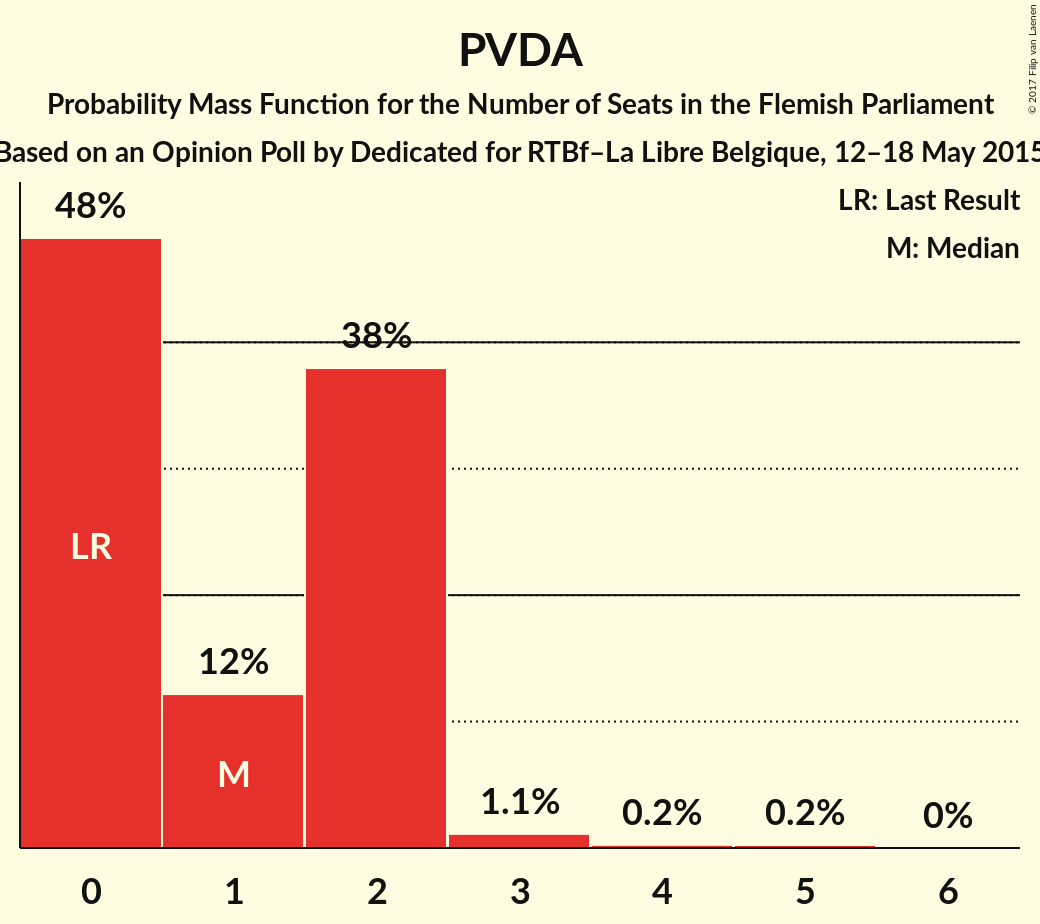 PVDA
Probability Mass Function for the Number of Seats in the Flemish Parliament
Based on an Opinion Poll by Dedicated for RTBf–La Libre Belgique, 12–18 May 2015
© 2017 Filip van Laenen
LR: Last Result
M: Median
48%
38%
LR
12%
M
1.1%
0.2%
0.2%
0%
0 1 2 3 4 5 6